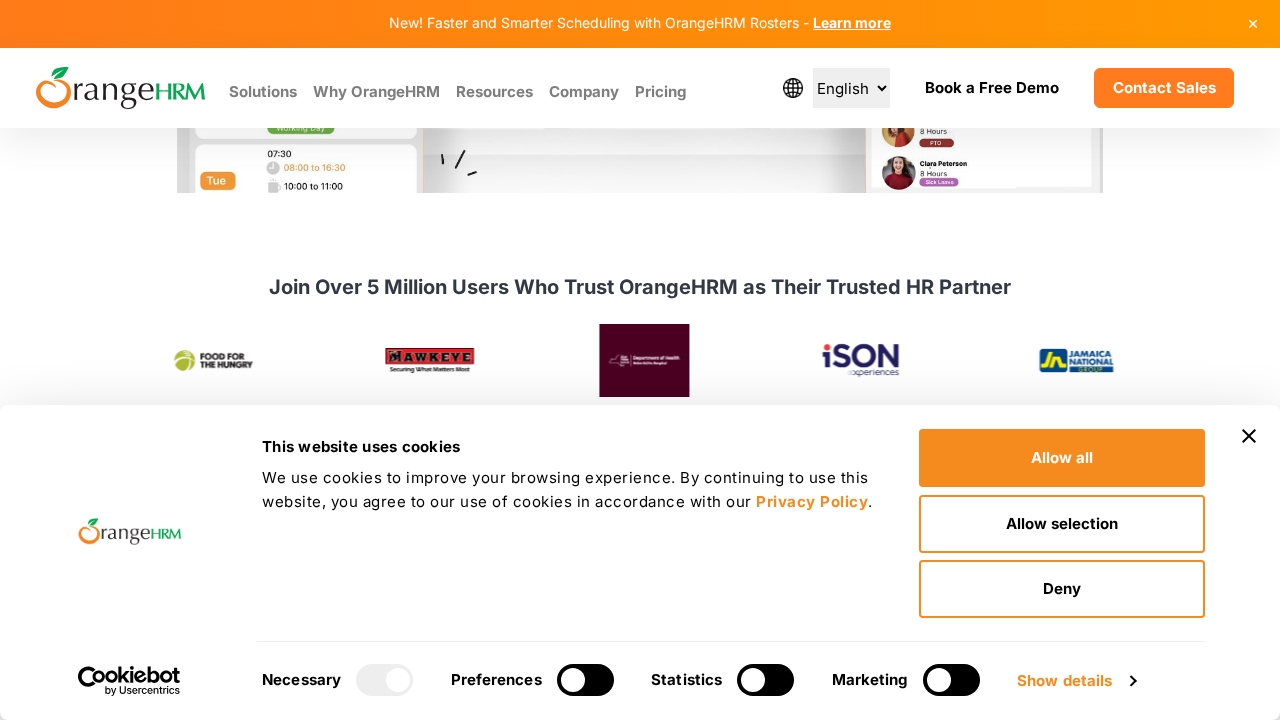 New! Faster and Smarter Scheduling with OrangeHRM Rosters - Learn more
×
OrangeHRM
Solutions
Why OrangeHRM
Resources
Company
Pricing
English
Book a Free Demo
Contact Sales
Working Day
07:30
08:00 to 16:30
Tue
10:00 to 11:00
8 Hours
PTO
Clara Peterson
8 Hours
Sick Leave
Join Over 5 Million Users Who Trust OrangeHRM as Their Trusted HR Partner
FOOD FOR
THE HUNGRY
HAWKEYE
Securing What Matters Most
Department of Health
iSON
experiences
JN JAMAICA
NATIONAL
GROUP
This website uses cookies
We use cookies to improve your browsing experience. By continuing to use this
website, you agree to our use of cookies in accordance with our Privacy Policy.
Allow all
Allow selection
Deny
OrangeHRM
Cookiebot
by Usercentrics
Necessary
Preferences
Statistics
Marketing
Show details